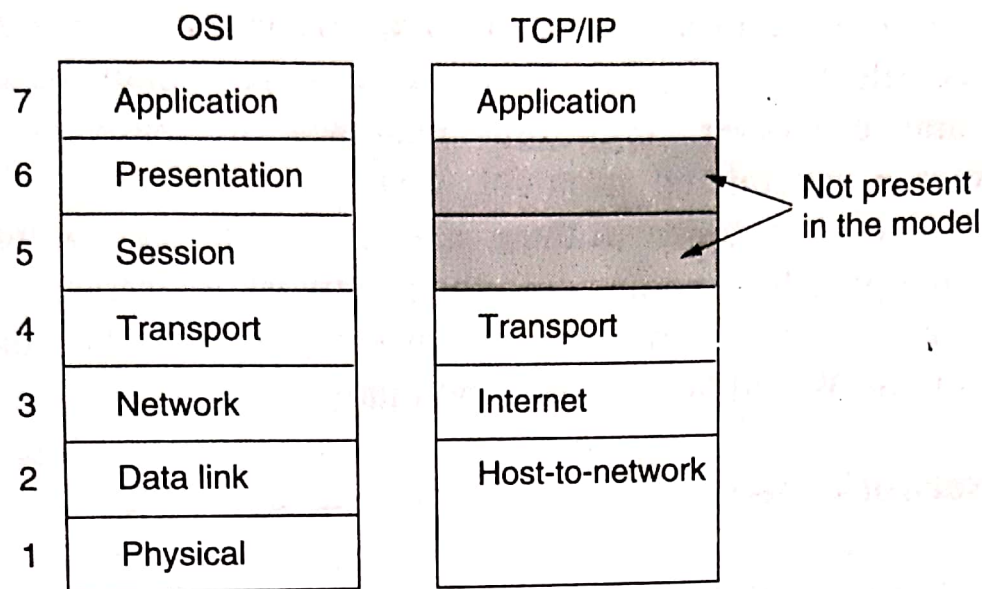 OSI
TCP/IP
7
Application
Application
6
Presentation
Not present
in the model
5
Session
4
Transport
Transport
3
Network
Internet
2
Data link
Host-to-network
1
Physical